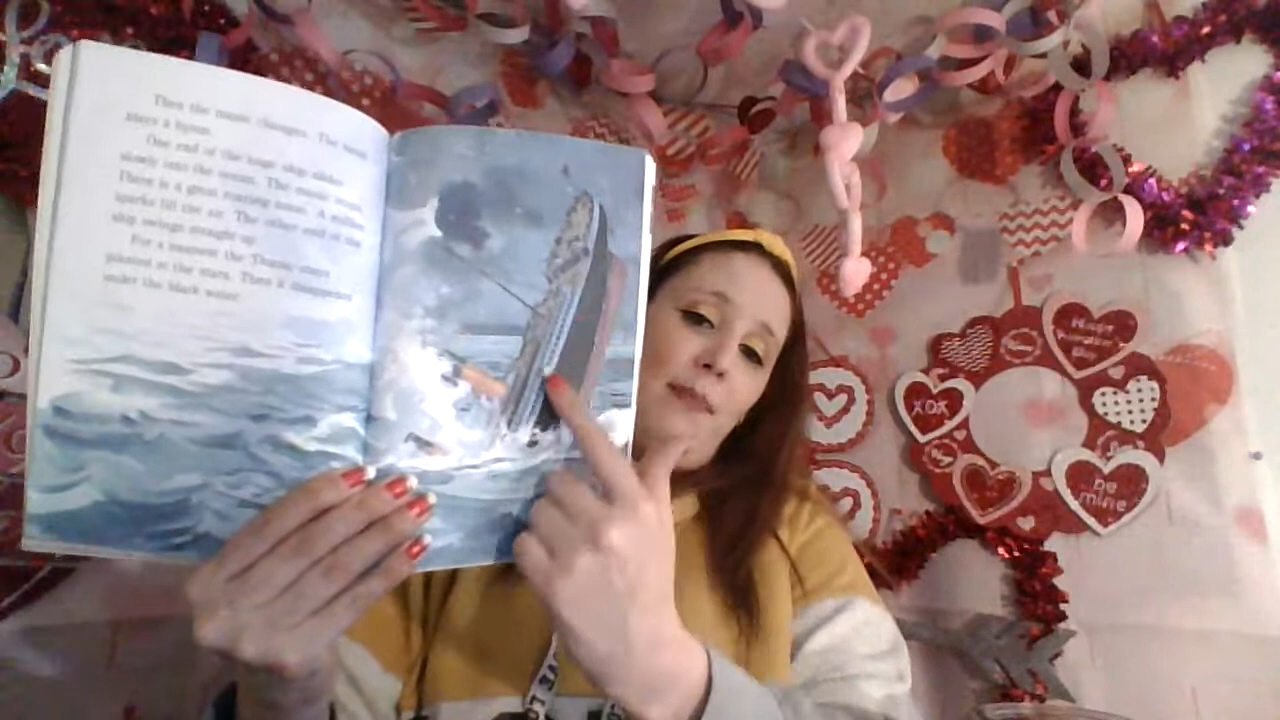 Then the music changes. The band
plays a hymn.
One end of the huge ship slides
slowly into the ocean. The music stops.
There is a great roaring noise. A million
sparks fill the air. The other end of the
ship swings straight up.
For a moment the Titanic stays
pointed at the stars. Then it disappears
under the black water.
Happy
Valentine's
Day
XOX
be
mine